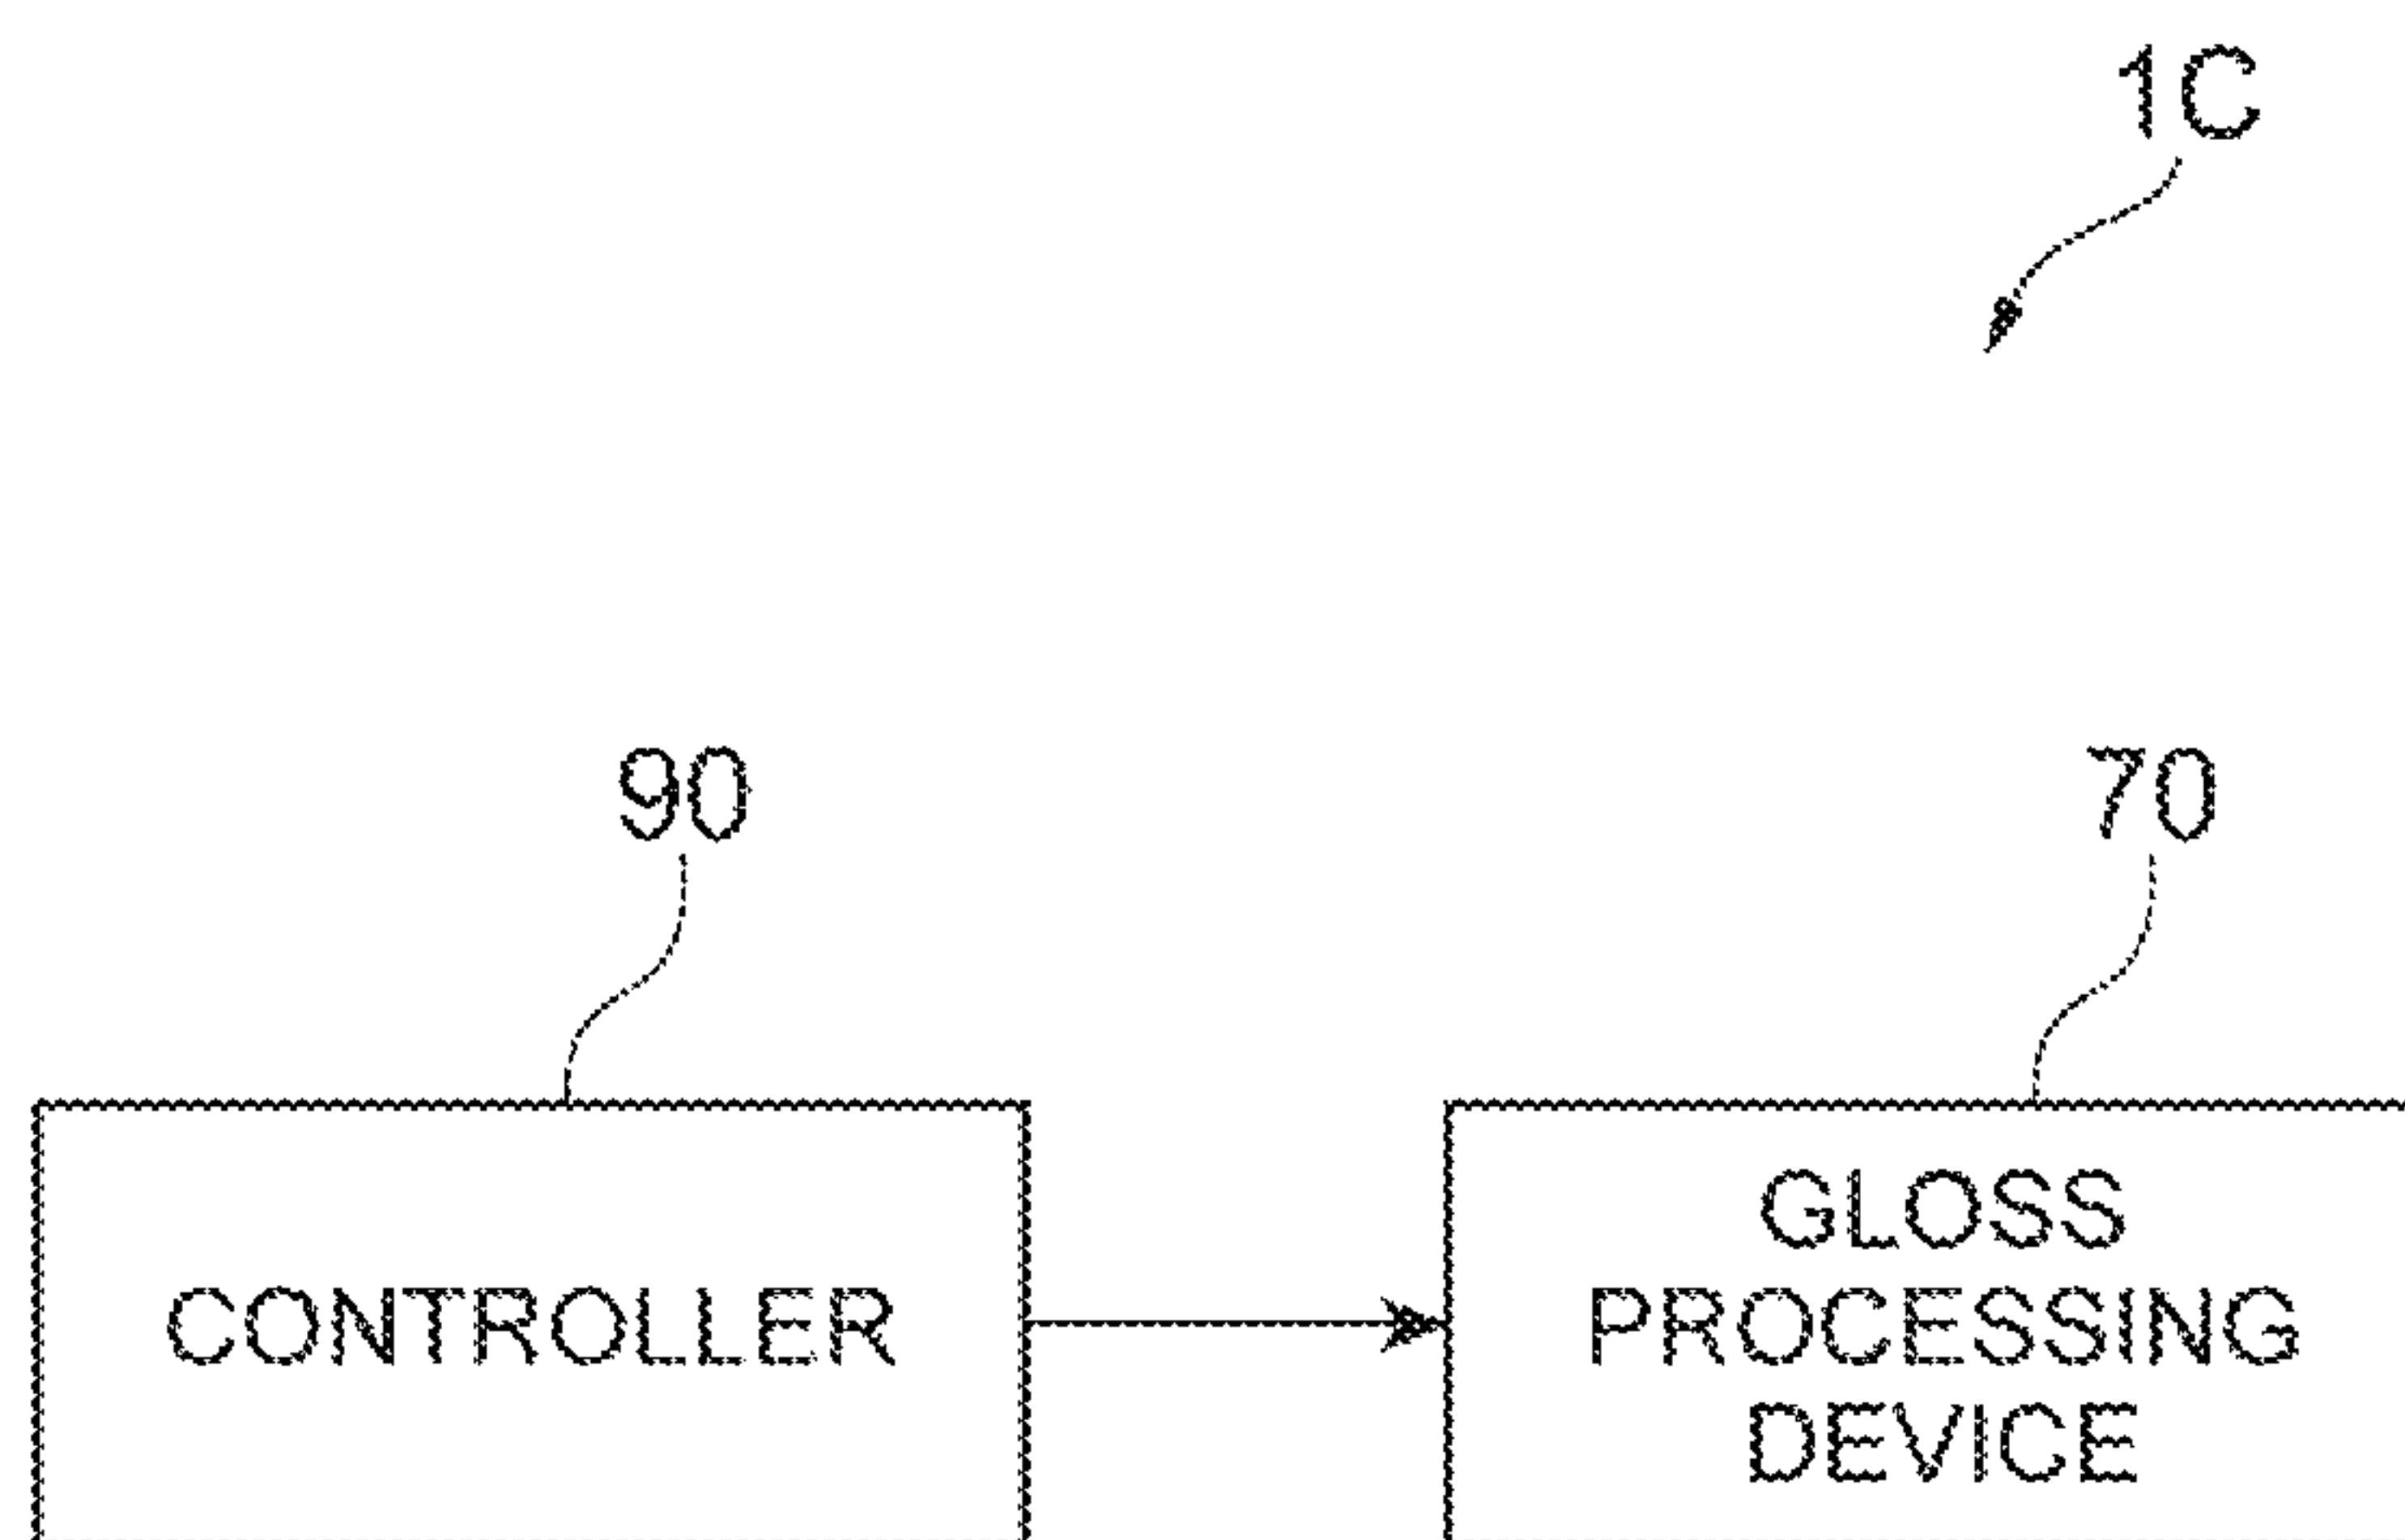 1C
90
70
CONTROLLER
GLOSS
PROCESSING
DEVICE